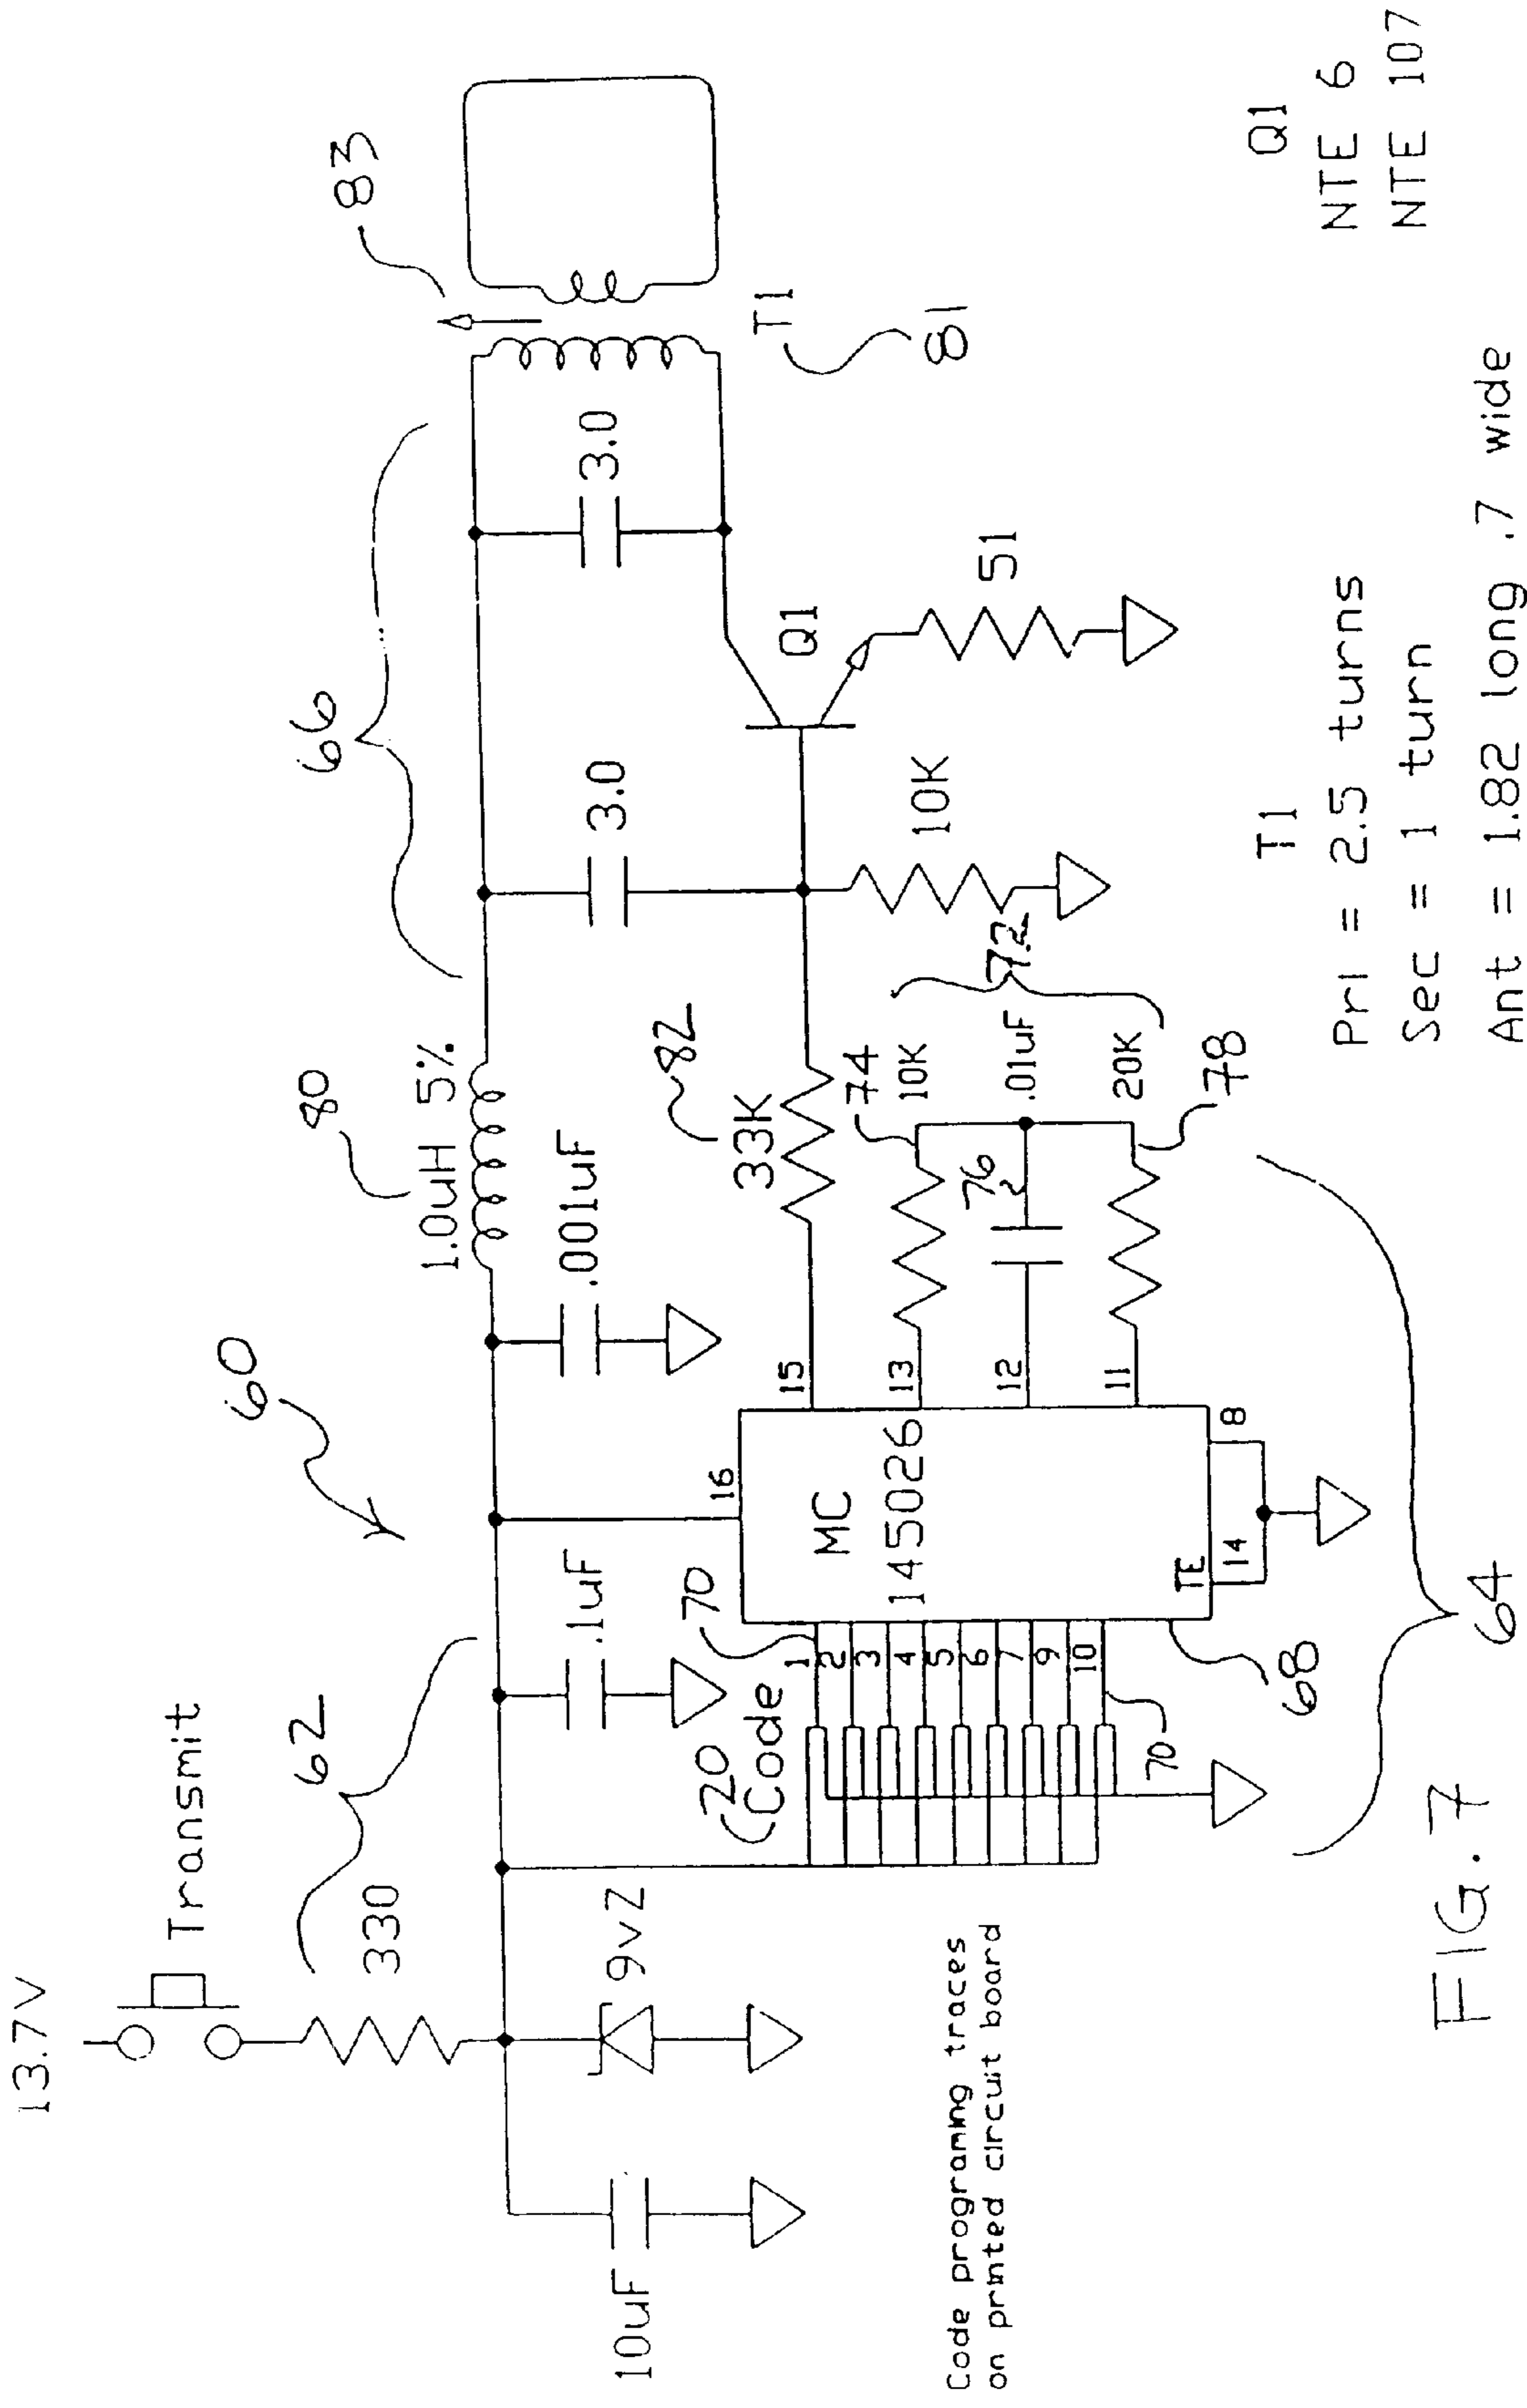 13.7V
Transmit
62
330
60
80
1.0uH 5%
66
83
10uF
9vZ
.1uF
.001uF
3.0
3.0
T1
81
82
33K
Q1
51
10K
20
Code
70
1
2
3
4
5
6
7
9
10
70
16
MC
145026
TE
14
8
15
13
12
11
68
74
10K
76
.01uF
72
20K
78
64
Code programing traces
on printed circuit board
T1
Pri = 2.5 turns
Sec = 1 turn
Ant = 1.82 long .7 wide
Q1
NTE 6
NTE 107
FIG. 7